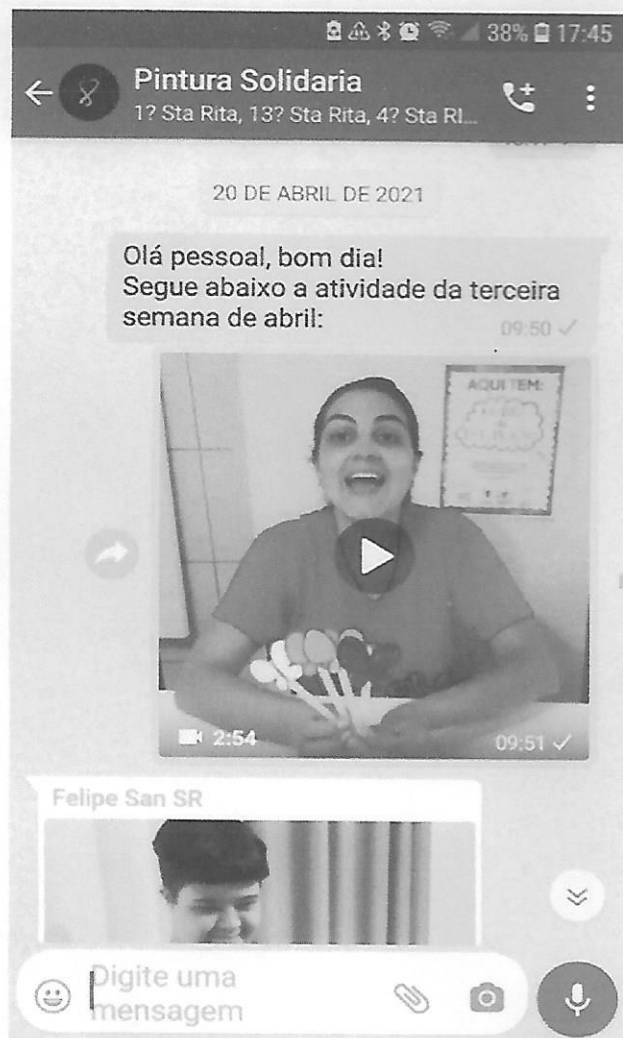 38% 17:45
Pintura Solidaria
1? Sta Rita, 13? Sta Rita, 4? Sta RI...
20 DE ABRIL DE 2021
Olá pessoal, bom dia!
Segue abaixo a atividade da terceira
semana de abril:
09:50
AQUI TEM:
2:54
09:51
Felipe San SR
Digite uma
mensagem